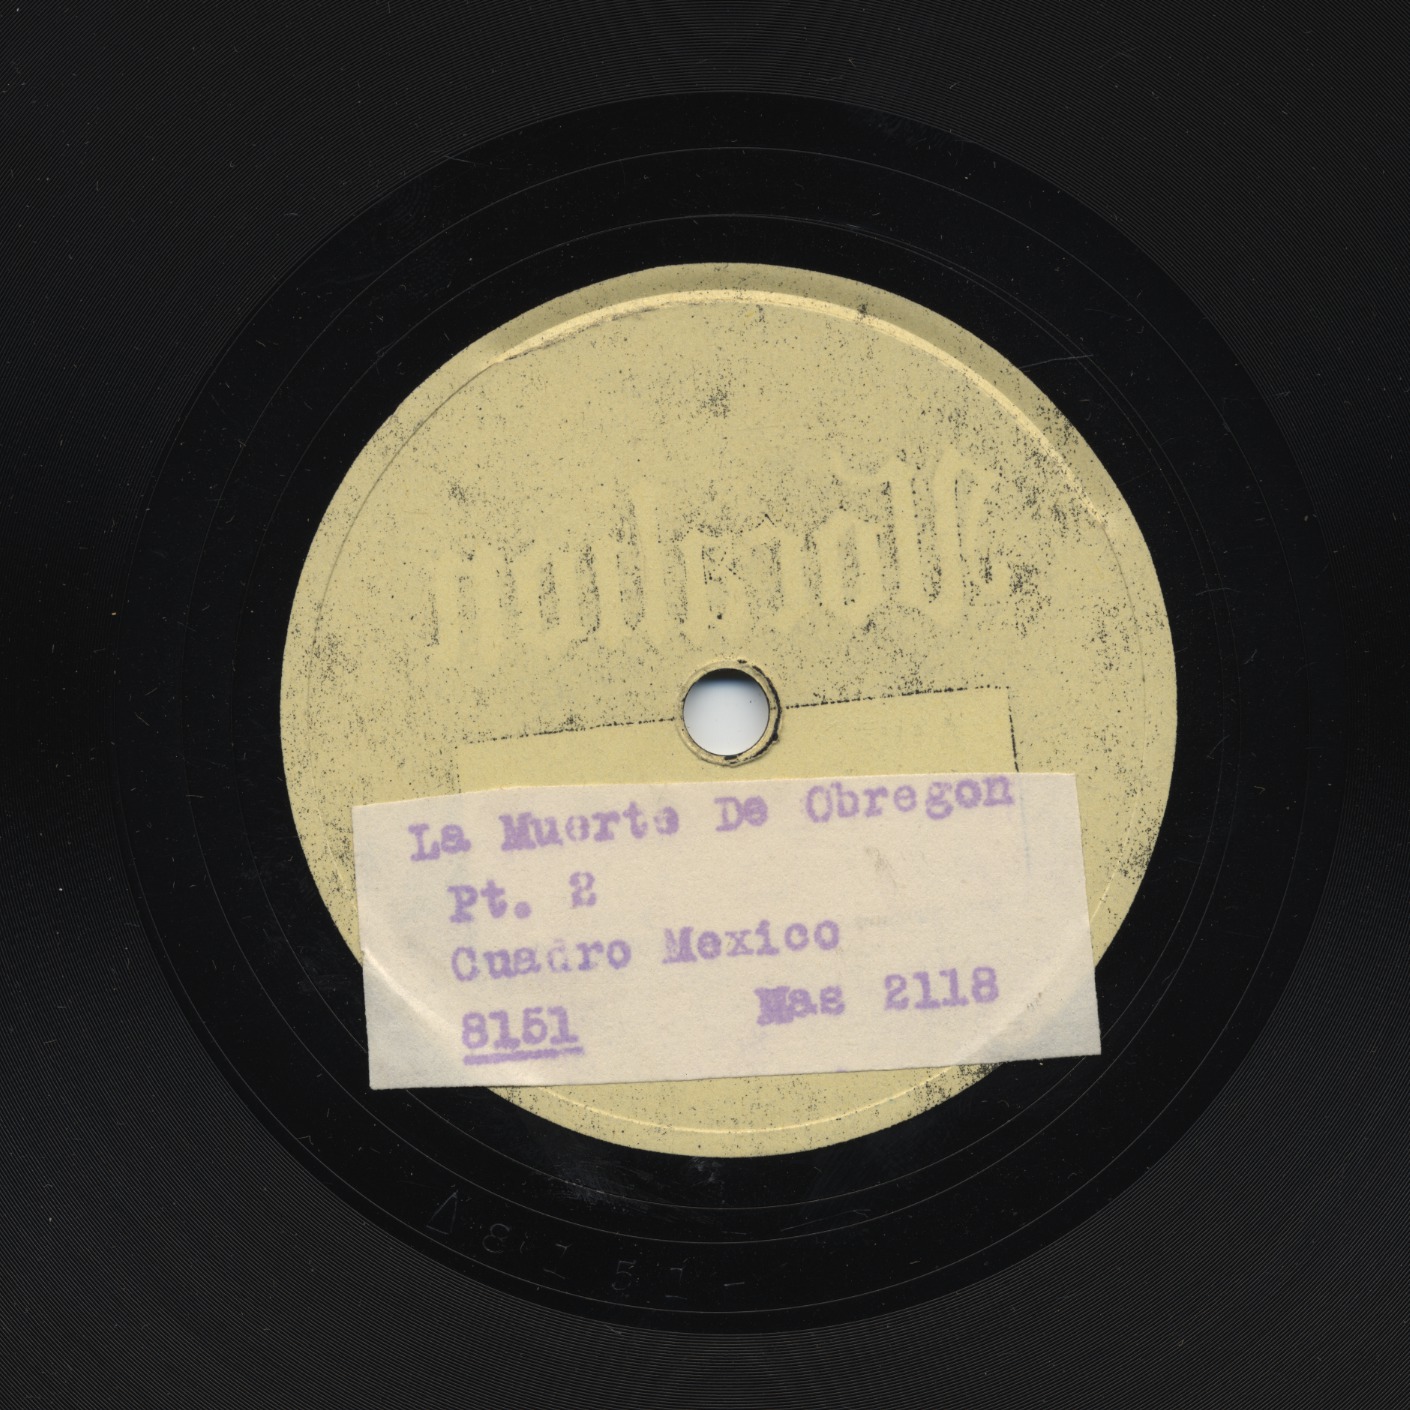 La Muerte De Obregon
Pt. 2
Cuadro Mexico
8151 Mas 2118